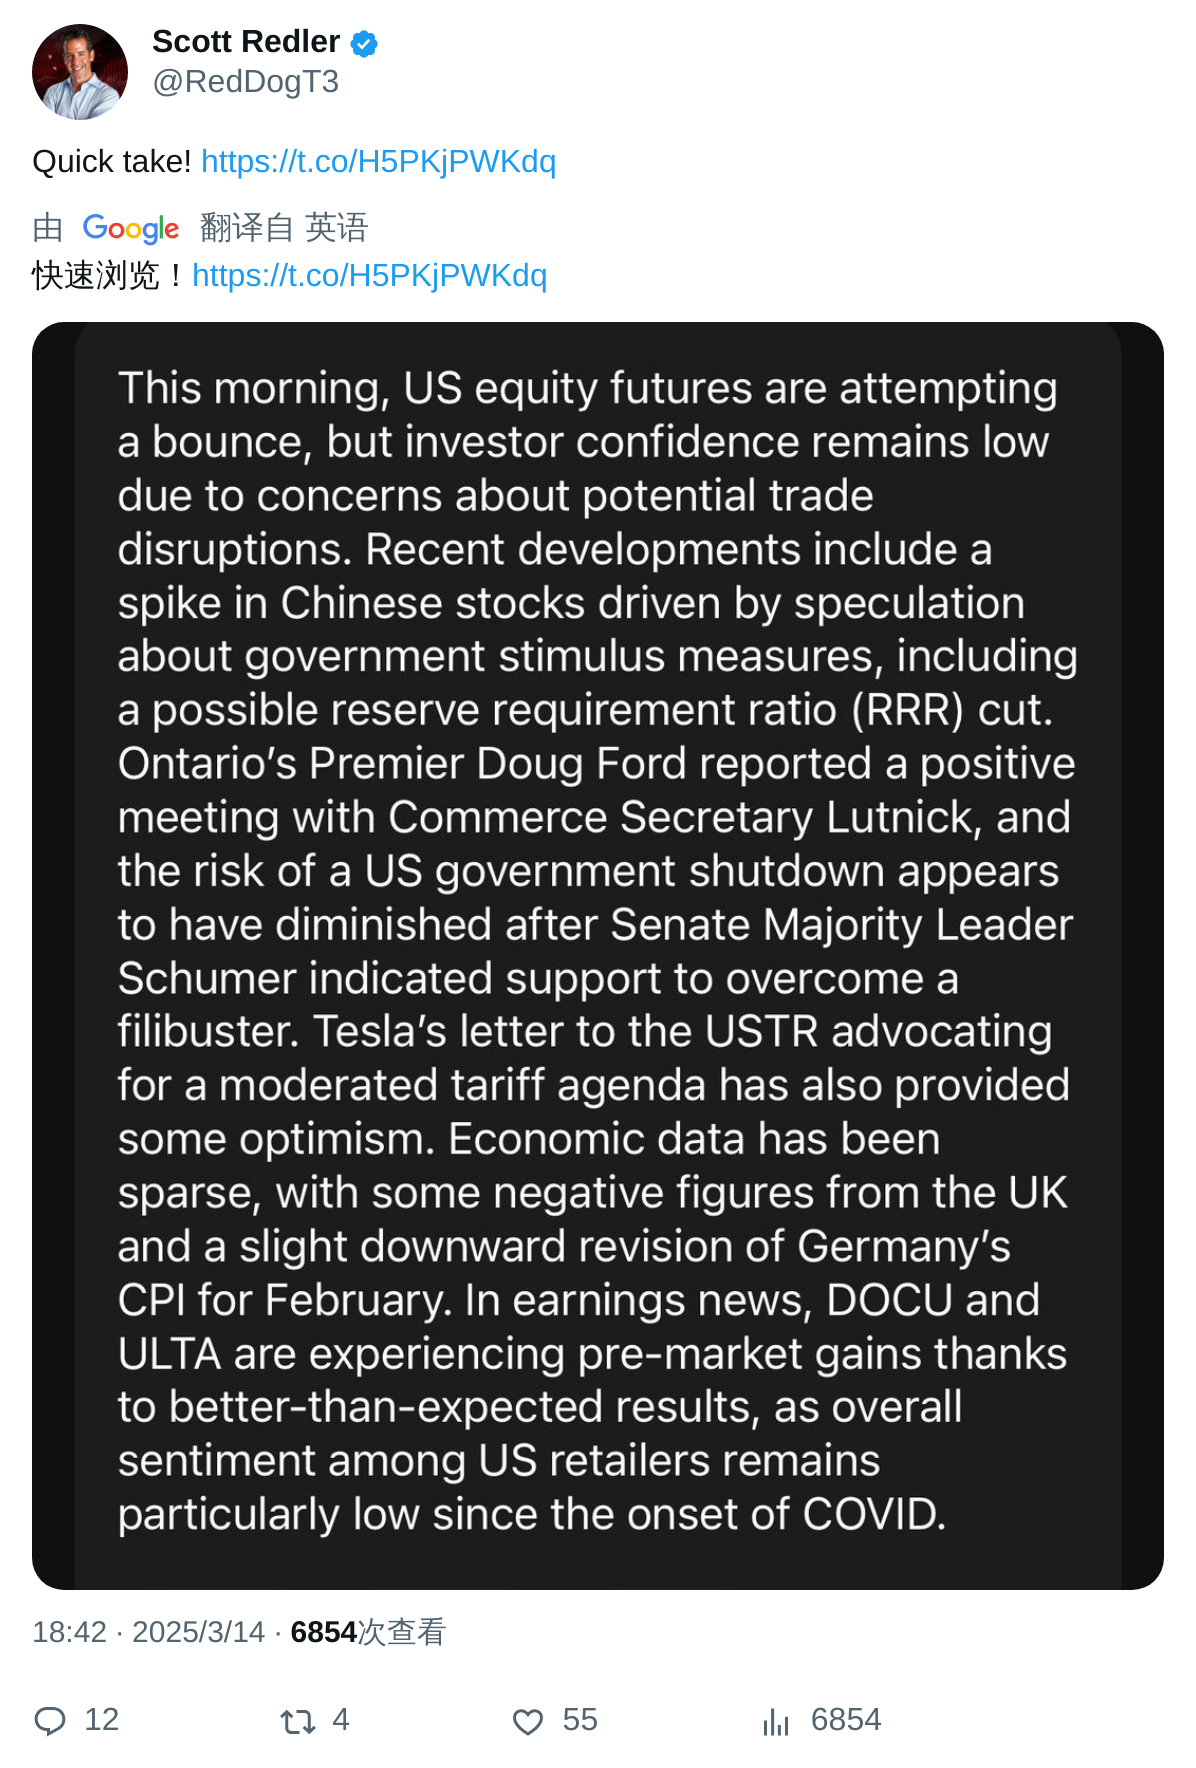 Scott Redler
@RedDogT3
Quick take! https://t.co/H5PKjPWKdq
由 Google 翻译自 英语
快速浏览！https://t.co/H5PKjPWKdq
This morning, US equity futures are attempting
a bounce, but investor confidence remains low
due to concerns about potential trade
disruptions. Recent developments include a
spike in Chinese stocks driven by speculation
about government stimulus measures, including
a possible reserve requirement ratio (RRR) cut.
Ontario’s Premier Doug Ford reported a positive
meeting with Commerce Secretary Lutnick, and
the risk of a US government shutdown appears
to have diminished after Senate Majority Leader
Schumer indicated support to overcome a
filibuster. Tesla’s letter to the USTR advocating
for a moderated tariff agenda has also provided
some optimism. Economic data has been
sparse, with some negative figures from the UK
and a slight downward revision of Germany’s
CPI for February. In earnings news, DOCU and
ULTA are experiencing pre-market gains thanks
to better-than-expected results, as overall
sentiment among US retailers remains
particularly low since the onset of COVID.
18:42 · 2025/3/14 · 6854次查看
12 4 55 6854